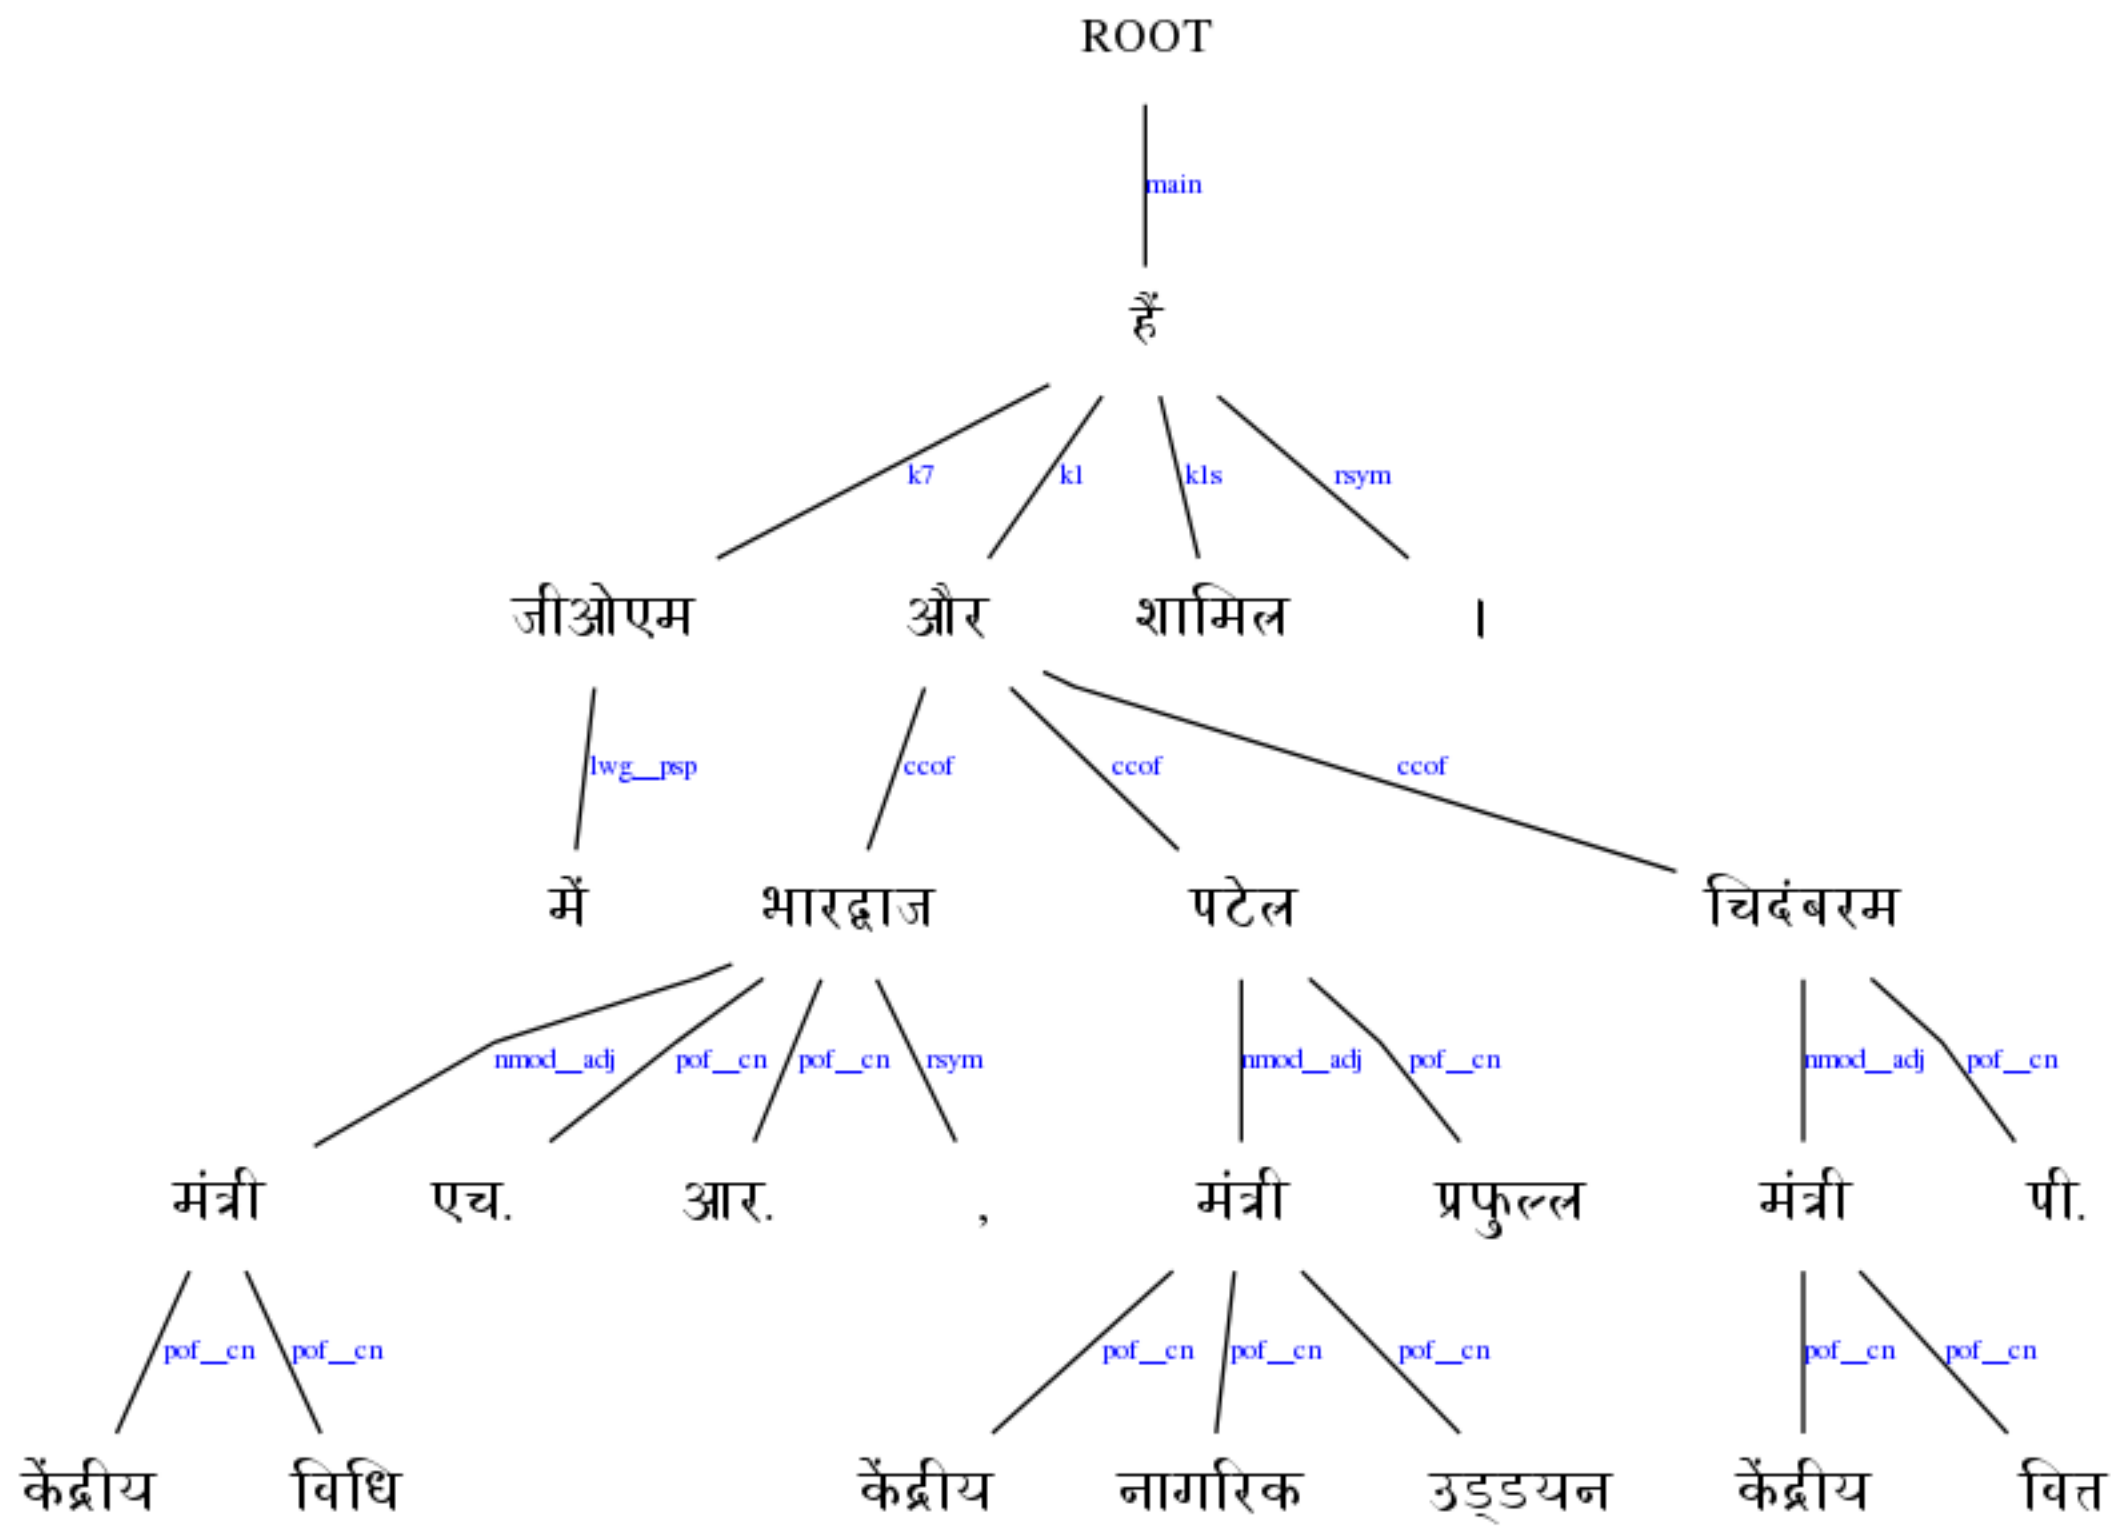 ROOT
main
हैं
k7 k1 k1s rsym
जीओएम और शामिल ।
lwg__psp ccof ccof ccof
में भारद्वाज पटेल चिदंबरम
nmod__adj pof__cn pof__cn rsym nmod__adj pof__cn nmod__adj pof__cn
मंत्री एच. आर. , मंत्री प्रफुल्ल मंत्री पी.
pof__cn pof__cn pof__cn pof__cn pof__cn pof__cn pof__cn
केंद्रीय विधि केंद्रीय नागरिक उड्डयन केंद्रीय वित्त